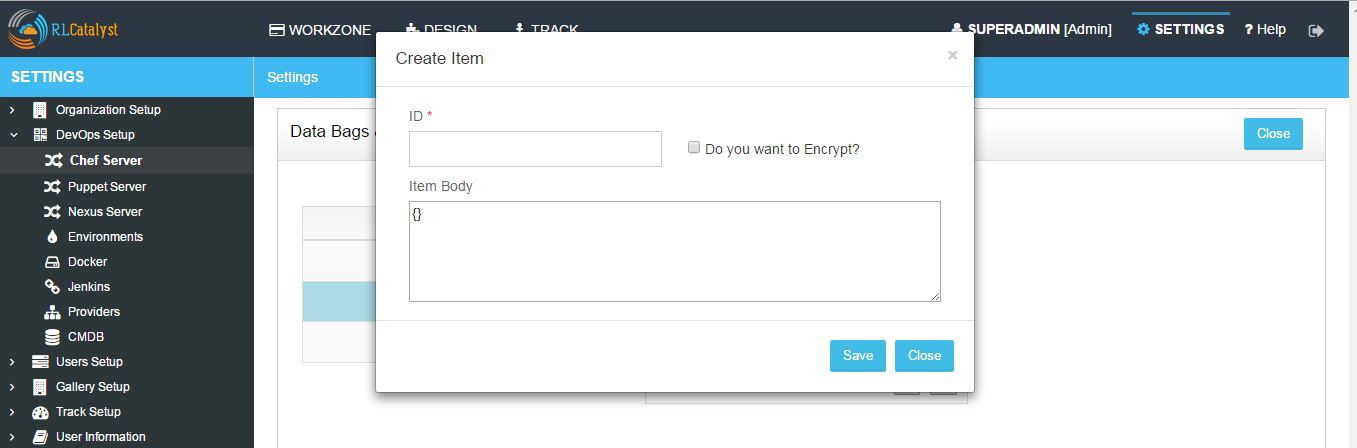 RLCatalyst
WORKZONE DESIGN TRACK SUPERADMIN [Admin] SETTINGS ? Help
Create Item ×
SETTINGS
Settings
Organization Setup
DevOps Setup
Chef Server
Puppet Server
Nexus Server
Environments
Docker
Jenkins
Providers
CMDB
Users Setup
Gallery Setup
Track Setup
User Information
Data Bags
Close
ID *
Do you want to Encrypt?
Item Body
{}
Save Close